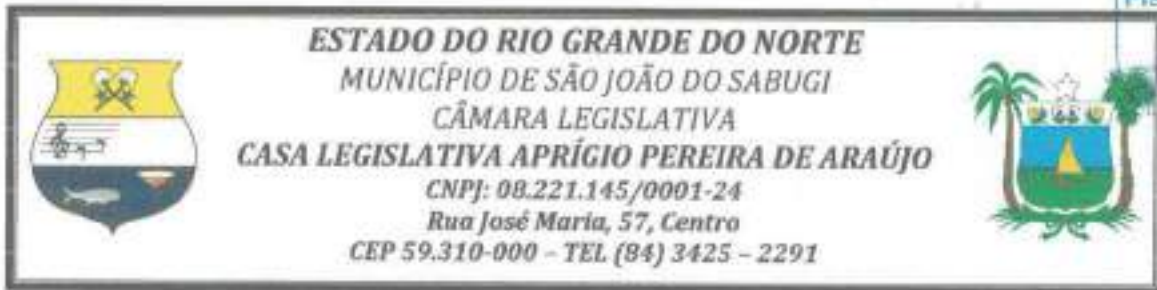 ESTADO DO RIO GRANDE DO NORTE
MUNICÍPIO DE SÃO JOÃO DO SABUGI
CÂMARA LEGISLATIVA
CASA LEGISLATIVA APRÍGIO PEREIRA DE ARAÚJO
CNPJ: 08.221.145/0001-24
Rua José Maria, 57, Centro
CEP 59.310-000 – TEL (84) 3425 – 2291